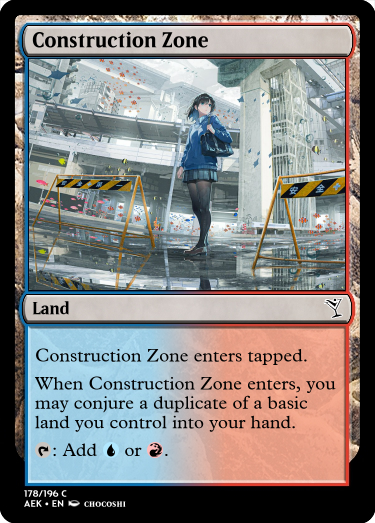 Construction Zone
Land
Construction Zone enters tapped.
When Construction Zone enters, you
may conjure a duplicate of a basic
land you control into your hand.
: Add or .
178/196 C
AEK • EN CHOCOSHI